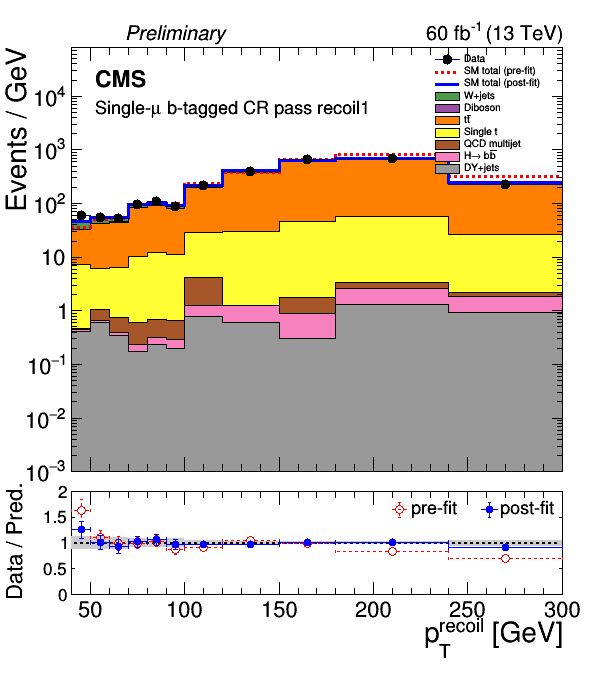 Preliminary 60 fb⁻¹ (13 TeV)
Events / GeV
CMS
Single-μ b-tagged CR pass recoil1
Data
SM total (pre-fit)
SM total (post-fit)
W+jets
Diboson
tt̅
Single t
QCD multijet
H→ bb̅
DY+jets
10⁴
10³
10²
10
1
10⁻¹
10⁻²
10⁻³
Data / Pred.
2
1.5
1
0.5
0
pre-fit post-fit
50 100 150 200 250 300
p_T^recoil [GeV]